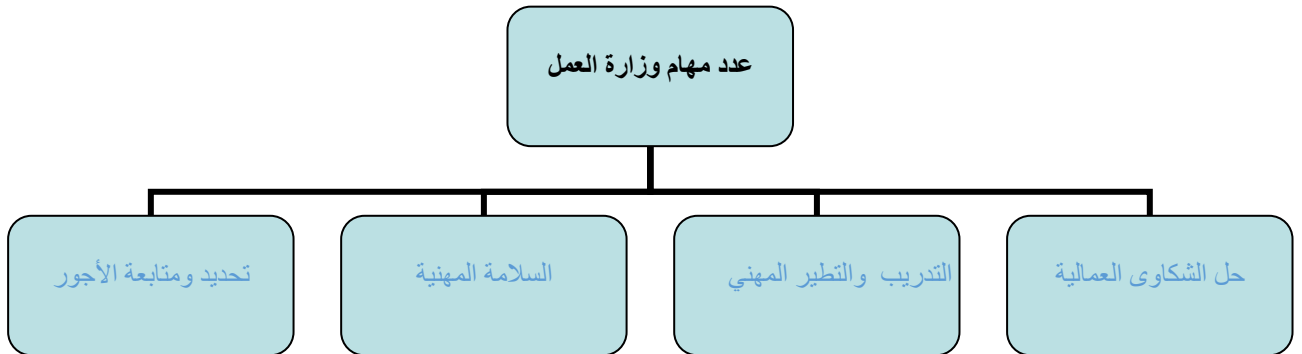 عدد مهام وزارة العمل
حل الشكاوى العمالية
التدريب والتطير المهني
السلامة المهنية
تحديد ومتابعة الأجور